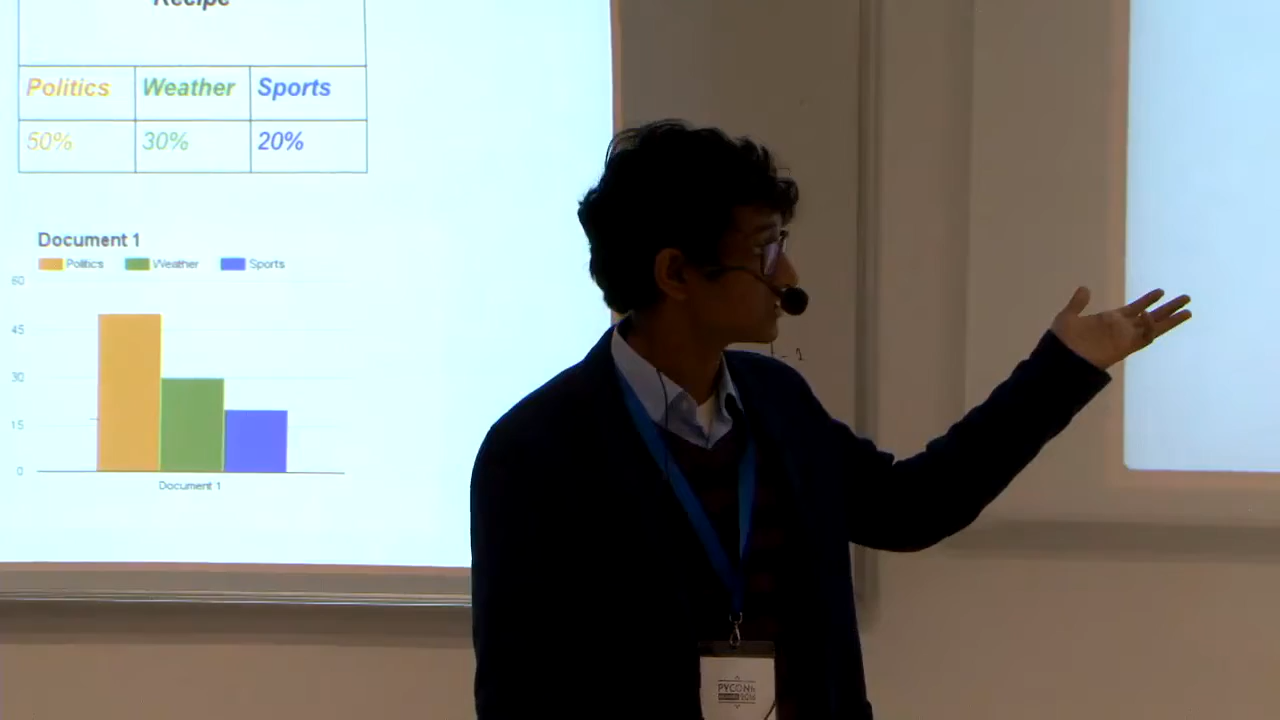 Recipe
Politics Weather Sports
50% 30% 20%
Document 1
Politics Weather Sports
60
45
30
15
0
Document 1
1
PYCON